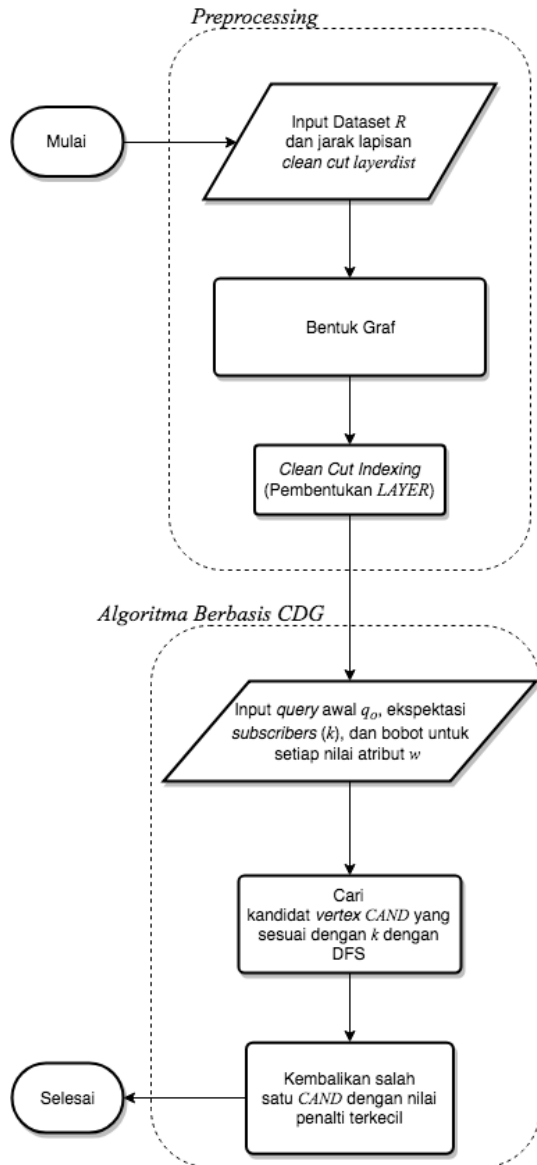 Preprocessing
Mulai
Input Dataset R
dan jarak lapisan
clean cut layerdist
Bentuk Graf
Clean Cut Indexing
(Pembentukan LAYER)
Algoritma Berbasis CDG
Input query awal qo, ekspektasi
subscribers (k), dan bobot untuk
setiap nilai atribut w
Cari
kandidat vertex CAND yang
sesuai dengan k dengan
DFS
Kembalikan salah
satu CAND dengan nilai
penalti terkecil
Selesai